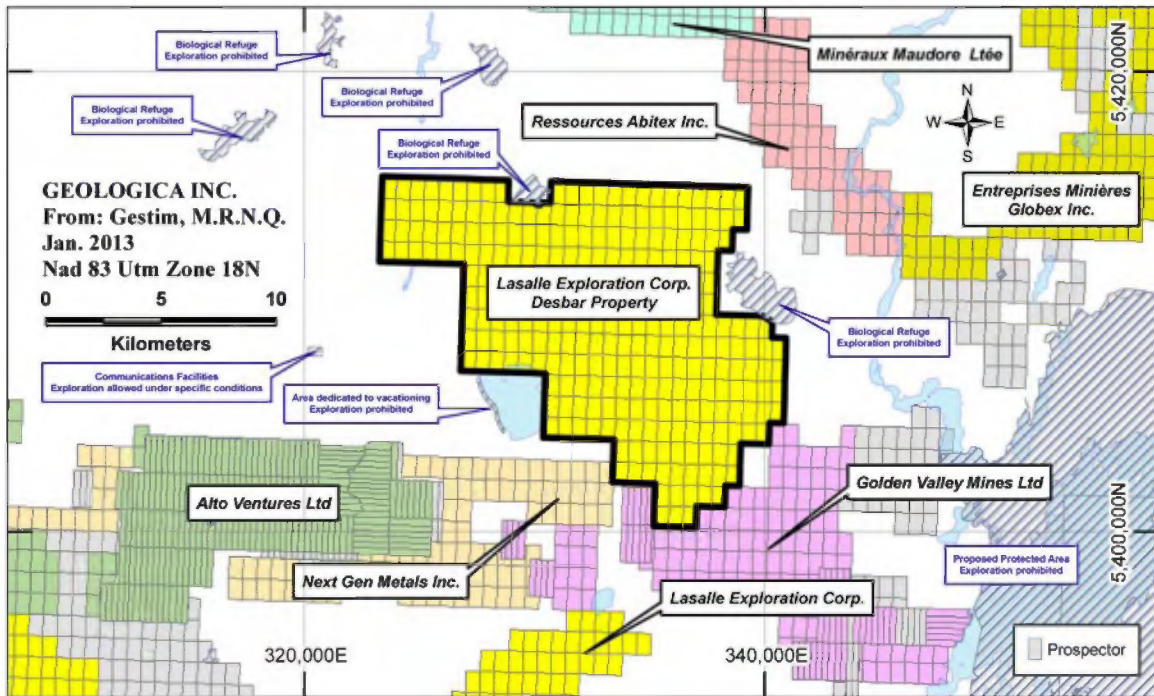 Biological Refuge
Exploration prohibited
Biological Refuge
Exploration prohibited
Biological Refuge
Exploration prohibited
Biological Refuge
Exploration prohibited
Minéraux Maudore Ltée
Ressources Abitex Inc.
N
W E
S
5,420,000N
Entreprises Minières
Globex Inc.
GEOLOGICA INC.
From: Gestim, M.R.N.Q.
Jan. 2013
Nad 83 Utm Zone 18N
0 5 10
Kilometers
Lasalle Exploration Corp.
Desbar Property
Biological Refuge
Exploration prohibited
Communications Facilities
Exploration allowed under specific conditions
Area dedicated to vacationing
Exploration prohibited
Alto Ventures Ltd
Golden Valley Mines Ltd
Next Gen Metals Inc.
Lasalle Exploration Corp.
Proposed Protected Area
Exploration prohibited
5,400,000N
320,000E
340,000E
Prospector